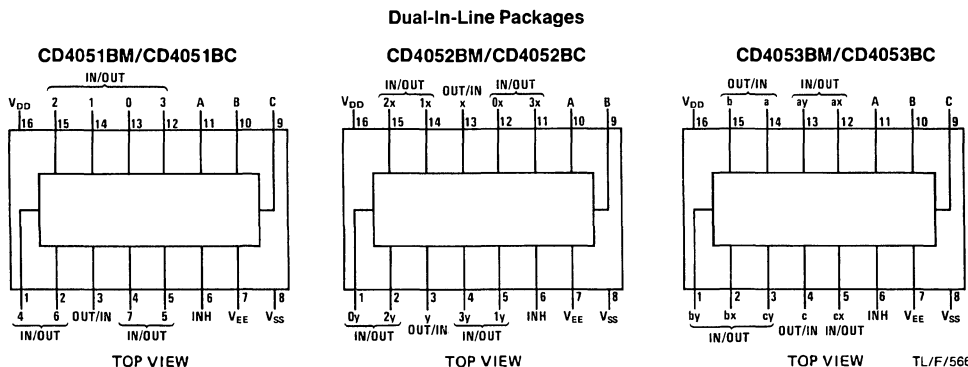 Dual-In-Line Packages
CD4051BM/CD4051BC
IN/OUT
VDD 2 1 0 3 A B C
16 15 14 13 12 11 10 9
1 2 3 4 5 6 7 8
4 6 OUT/IN 7 5 INH VEE VSS
IN/OUT IN/OUT
TOP VIEW
CD4052BM/CD4052BC
IN/OUT OUT/IN IN/OUT
VDD 2x 1x x 0x 3x A B
16 15 14 13 12 11 10 9
1 2 3 4 5 6 7 8
0y 2y y 3y 1y INH VEE VSS
IN/OUT OUT/IN IN/OUT
TOP VIEW
CD4053BM/CD4053BC
OUT/IN IN/OUT
VDD b a ay ax A B C
16 15 14 13 12 11 10 9
1 2 3 4 5 6 7 8
by bx cy c cx INH VEE VSS
IN/OUT OUT/IN IN/OUT
TOP VIEW
TL/F/566